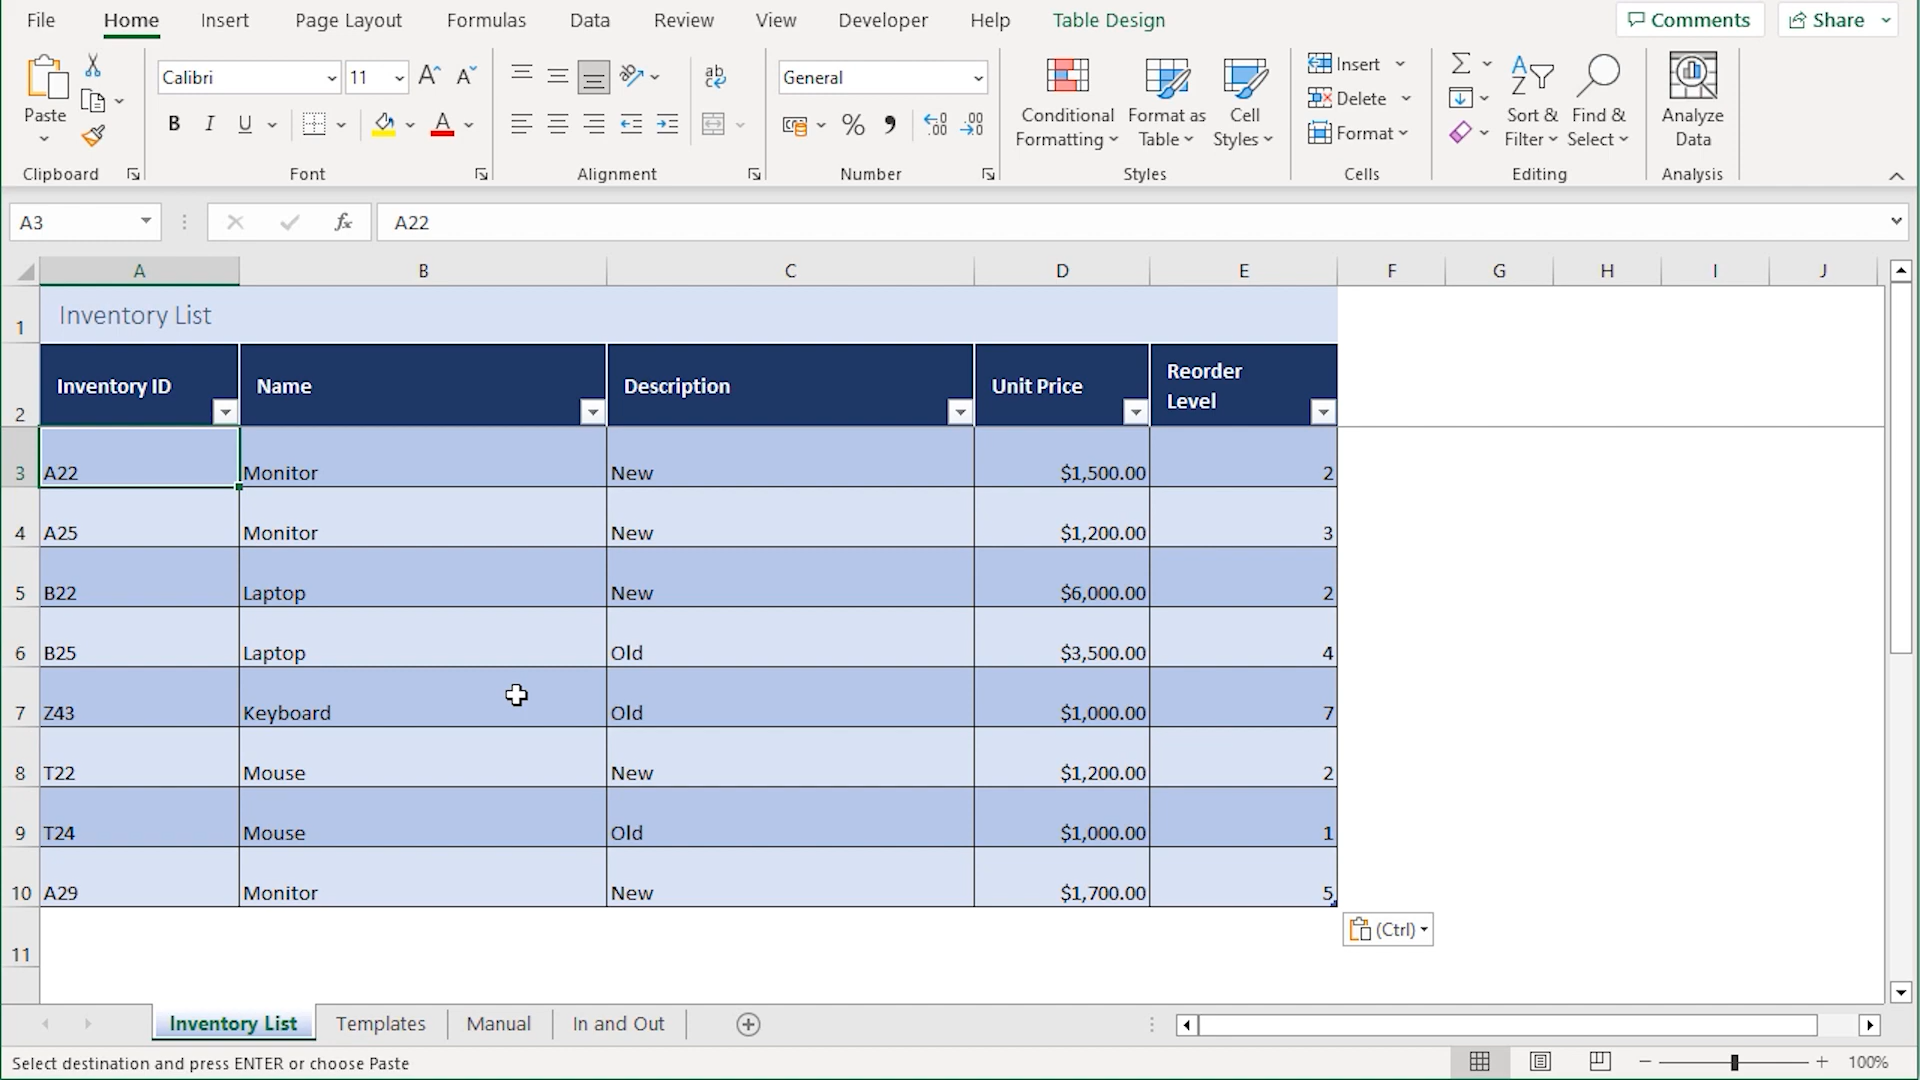 File Home Insert Page Layout Formulas Data Review View Developer Help Table Design Comments Share
Calibri 11 A A General Insert Sort & Find & Analyze
Paste B I U A ab % 9 Conditional Format as Cell Delete Filter Select Data
Formatting Table Styles Format
Clipboard Font Alignment Number Styles Cells Editing Analysis
A3 fx A22
A B C D E F G H I J
1 Inventory List
2 Inventory ID Name Description Unit Price Reorder Level
3 A22 Monitor New $1,500.00 2
4 A25 Monitor New $1,200.00 3
5 B22 Laptop New $6,000.00 2
6 B25 Laptop Old $3,500.00 4
7 Z43 Keyboard Old $1,000.00 7
8 T22 Mouse New $1,200.00 2
9 T24 Mouse Old $1,000.00 1
10 A29 Monitor New $1,700.00 5
(Ctrl)
11
Inventory List Templates Manual In and Out
Select destination and press ENTER or choose Paste 100%